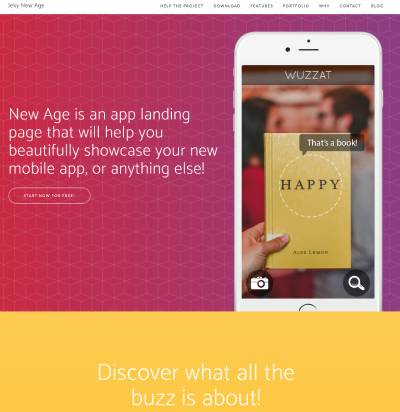 Jeky New Age
HELP THE PROJECT DOWNLOAD FEATURES PORTFOLIO WHY CONTACT BLOG
WUZZAT
New Age is an app landing
page that will help you
beautifully showcase your new
mobile app, or anything else!
START NOW FOR FREE!
That's a book!
HAPPY
Alex Lemon
Discover what all the
buzz is about!